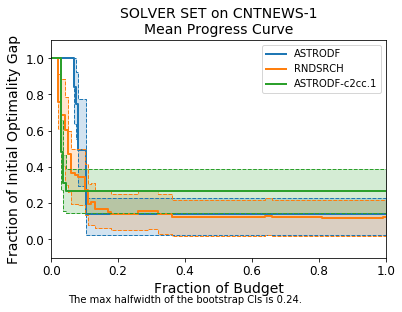 SOLVER SET on CNTNEWS-1
Mean Progress Curve
Fraction of Initial Optimality Gap
1.0
0.8
0.6
0.4
0.2
0.0
ASTRODF
RNDSRCH
ASTRODF-c2cc.1
0.0 0.2 0.4 0.6 0.8 1.0
Fraction of Budget
The max halfwidth of the bootstrap CIs is 0.24.